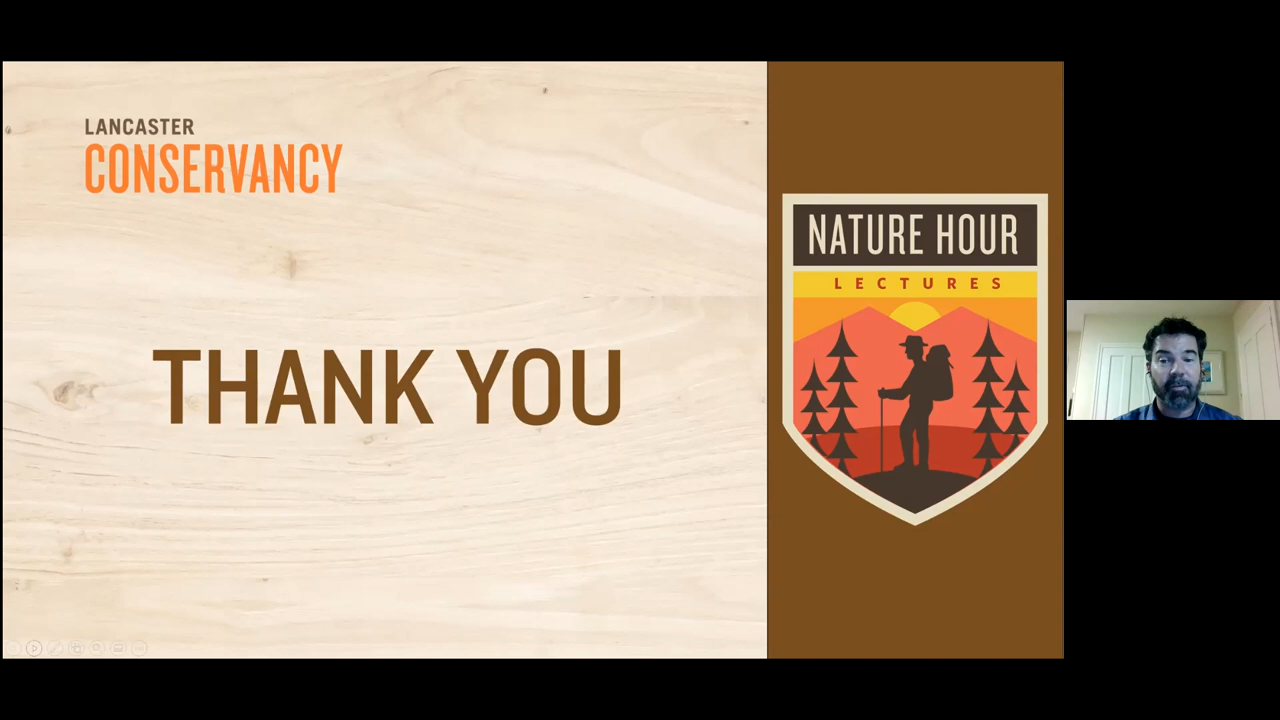 LANCASTER
CONSERVANCY
THANK YOU
NATURE HOUR
LECTURES